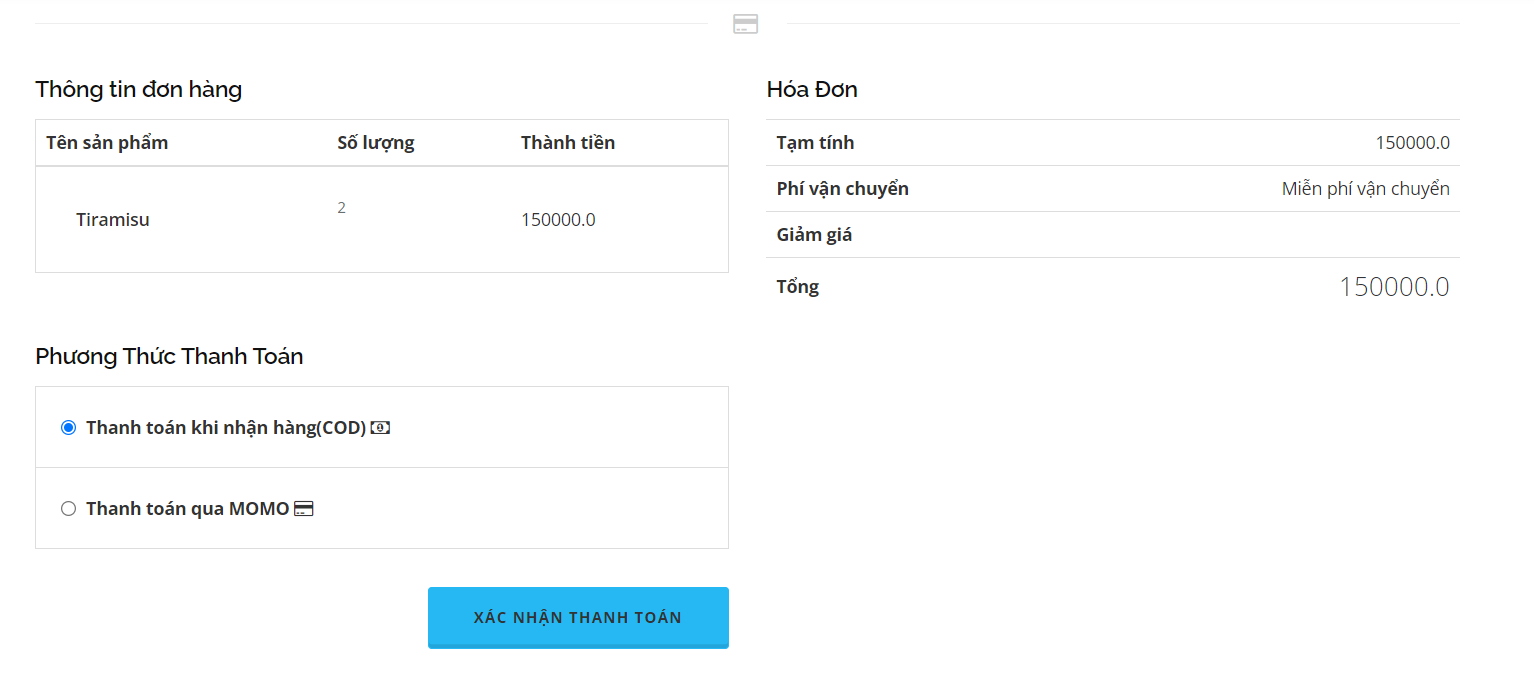 Thông tin đơn hàng
Tên sản phẩm Số lượng Thành tiền
Tiramisu 2 150000.0
Hóa Đơn
Tạm tính 150000.0
Phí vận chuyển Miễn phí vận chuyển
Giảm giá
Tổng 150000.0
Phương Thức Thanh Toán
Thanh toán khi nhận hàng(COD)
Thanh toán qua MOMO
XÁC NHẬN THANH TOÁN